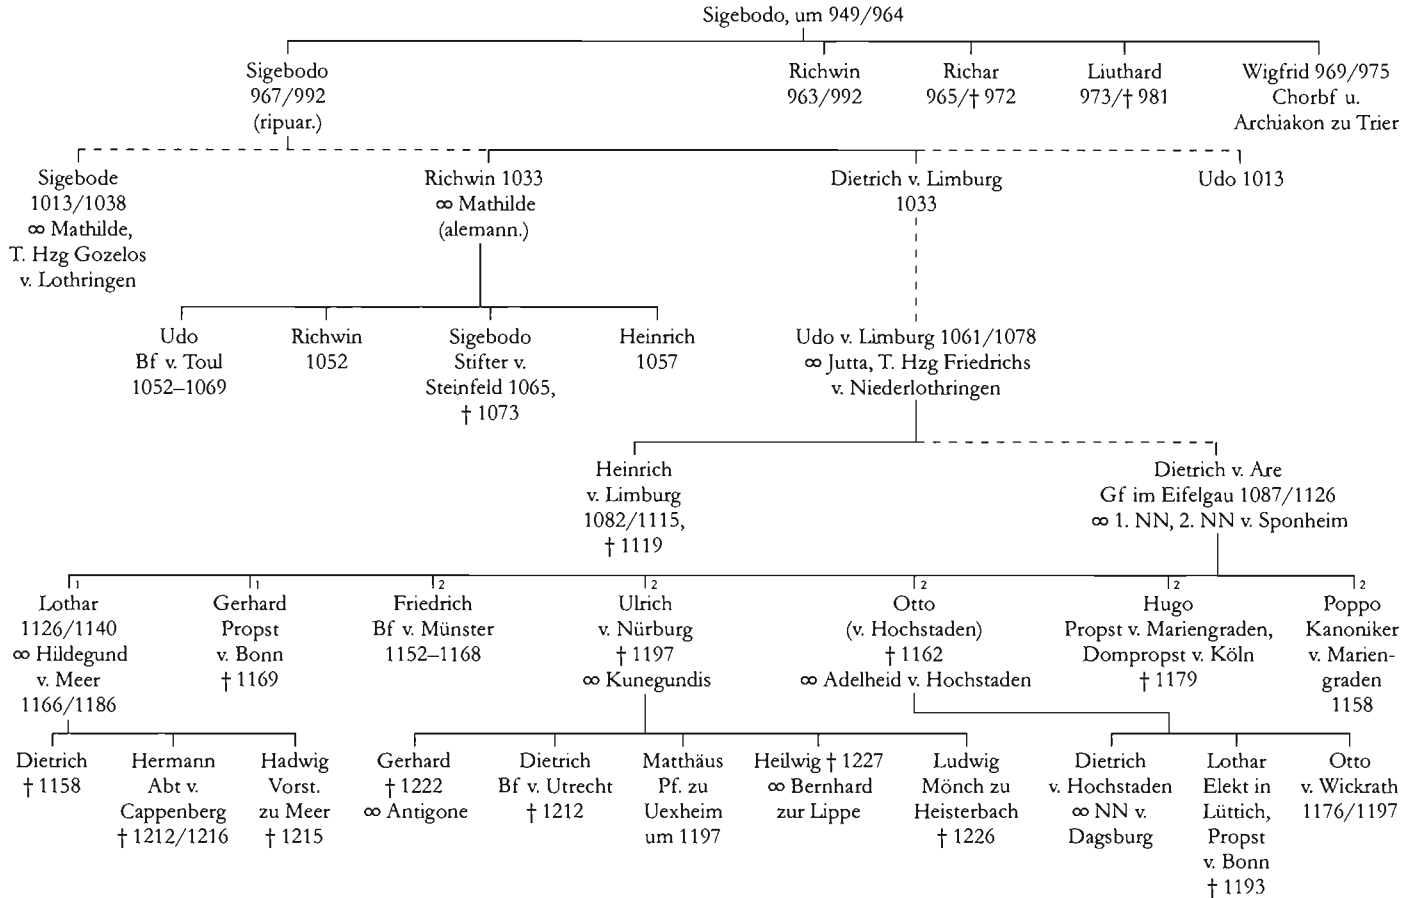 Sigebodo, um 949/964
Sigebodo
967/992
(ripuar.)
Richwin
963/992
Richar
965/† 972
Liuthard
973/† 981
Wigfrid 969/975
Chorbf u.
Archiakon zu Trier
Sigebode
1013/1038
∞ Mathilde,
T. Hzg Gozelos
v. Lothringen
Richwin 1033
∞ Mathilde
(alemann.)
Dietrich v. Limburg
1033
Udo 1013
Udo
Bf v. Toul
1052–1069
Richwin
1052
Sigebodo
Stifter v.
Steinfeld 1065,
† 1073
Heinrich
1057
Udo v. Limburg 1061/1078
∞ Jutta, T. Hzg Friedrichs
v. Niederlothringen
Heinrich
v. Limburg
1082/1115,
† 1119
Dietrich v. Are
Gf im Eifelgau 1087/1126
∞ 1. NN, 2. NN v. Sponheim
1
Lothar
1126/1140
∞ Hildegund
v. Meer
1166/1186
1
Gerhard
Propst
v. Bonn
† 1169
2
Friedrich
Bf v. Münster
1152–1168
2
Ulrich
v. Nürburg
† 1197
∞ Kunegundis
2
Otto
(v. Hochstaden)
† 1162
∞ Adelheid v. Hochstaden
2
Hugo
Propst v. Mariengraden,
Dompropst v. Köln
† 1179
2
Poppo
Kanoniker
v. Marien-
graden
1158
Dietrich
† 1158
Hermann
Abt v.
Cappenberg
† 1212/1216
Hadwig
Vorst.
zu Meer
† 1215
Gerhard
† 1222
∞ Antigone
Dietrich
Bf v. Utrecht
† 1212
Matthäus
Pf. zu
Uexheim
um 1197
Heilwig † 1227
∞ Bernhard
zur Lippe
Ludwig
Mönch zu
Heisterbach
† 1226
Dietrich
v. Hochstaden
∞ NN v.
Dagsburg
Lothar
Elekt in
Lüttich,
Propst
v. Bonn
† 1193
Otto
v. Wickrath
1176/1197